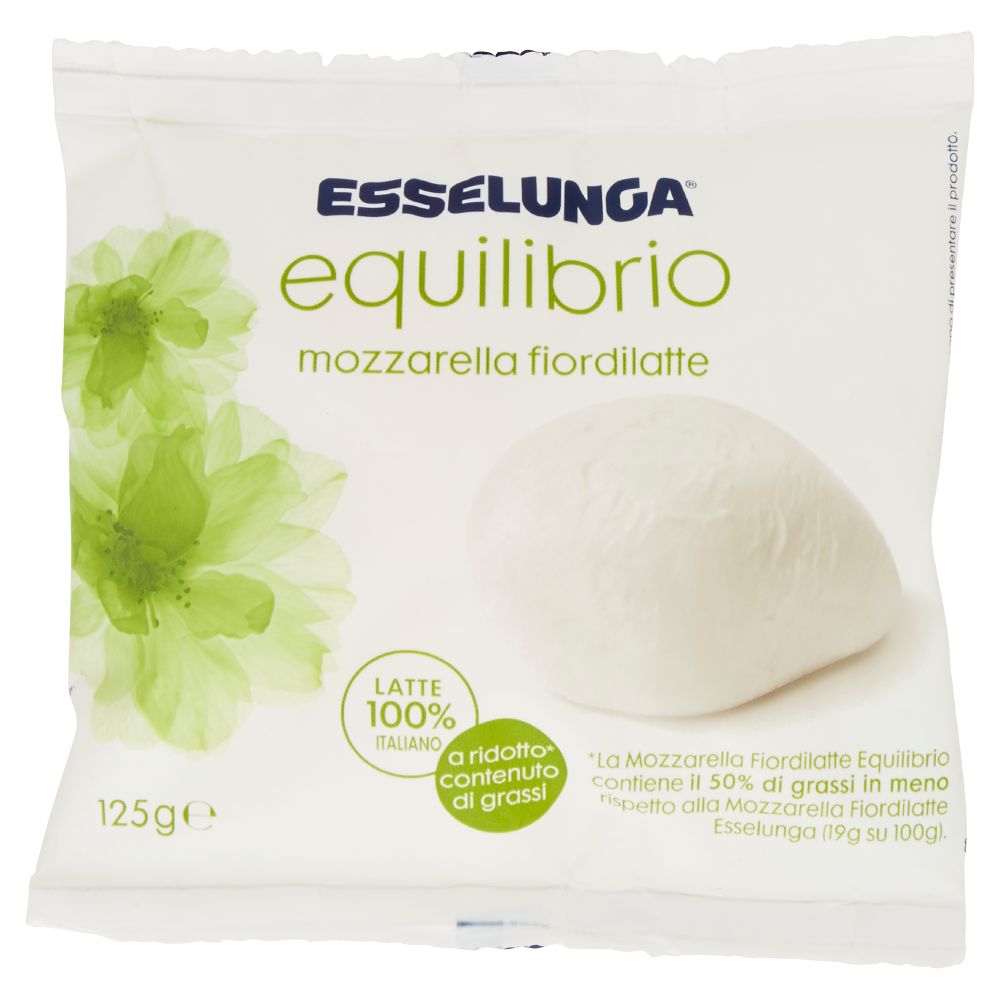 ESSELUNGA®
equilibrio
mozzarella fiordilatte
di presentare il prodotto.
LATTE
100%
ITALIANO
a ridotto*
contenuto
di grassi
*La Mozzarella Fiordilatte Equilibrio
contiene il 50% di grassi in meno
rispetto alla Mozzarella Fiordilatte
Esselunga (19g su 100g).
125g℮